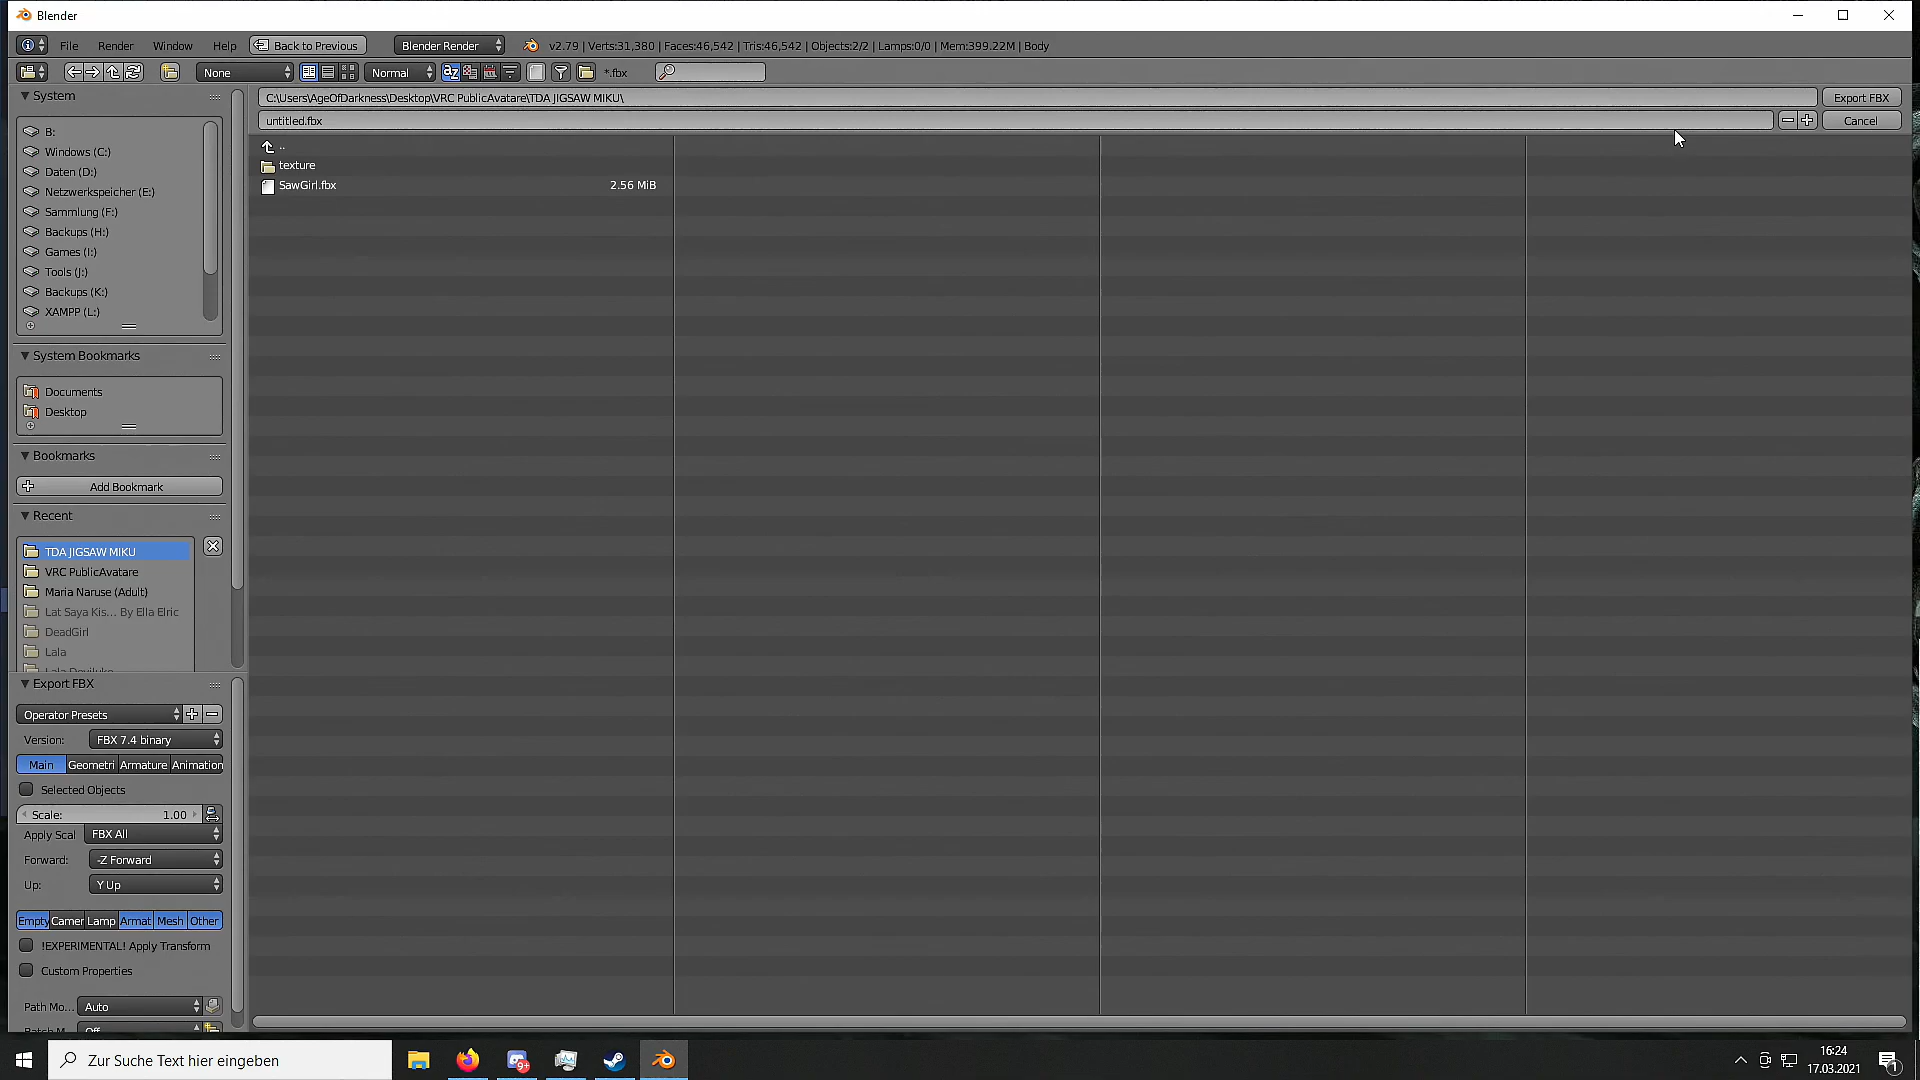 Blender
File Render Window Help Back to Previous Blender Render v2.79 | Verts:31,380 | Faces:46,542 | Tris:46,542 | Objects:2/2 | Lamps:0/0 | Mem:399.22M | Body
None Normal *.fbx
System
C:\Users\AgeOfDarkness\Desktop\VRC PublicAvatare\TDA JIGSAW MIKU\ Export FBX
untitled.fbx Cancel
B:
Windows (C:)
Daten (D:)
Netzwerkspeicher (E:)
Sammlung (F:)
Backups (H:)
Games (I:)
Tools (J:)
Backups (K:)
XAMPP (L:)
..
texture
SawGirl.fbx 2.56 MiB
System Bookmarks
Documents
Desktop
Bookmarks
Add Bookmark
Recent
TDA JIGSAW MIKU
VRC PublicAvatare
Maria Naruse (Adult)
Lat Saya Kis... By Ella Elric
DeadGirl
Lala
Export FBX
Operator Presets
Version: FBX 7.4 binary
Main Geometri Armature Animation
Selected Objects
Scale: 1.00
Apply Scal FBX All
Forward: -Z Forward
Up: Y Up
Empty Camer Lamp Armat Mesh Other
!EXPERIMENTAL! Apply Transform
Custom Properties
Path Mo... Auto
Zur Suche Text hier eingeben
9+
16:24
17.03.2021
1